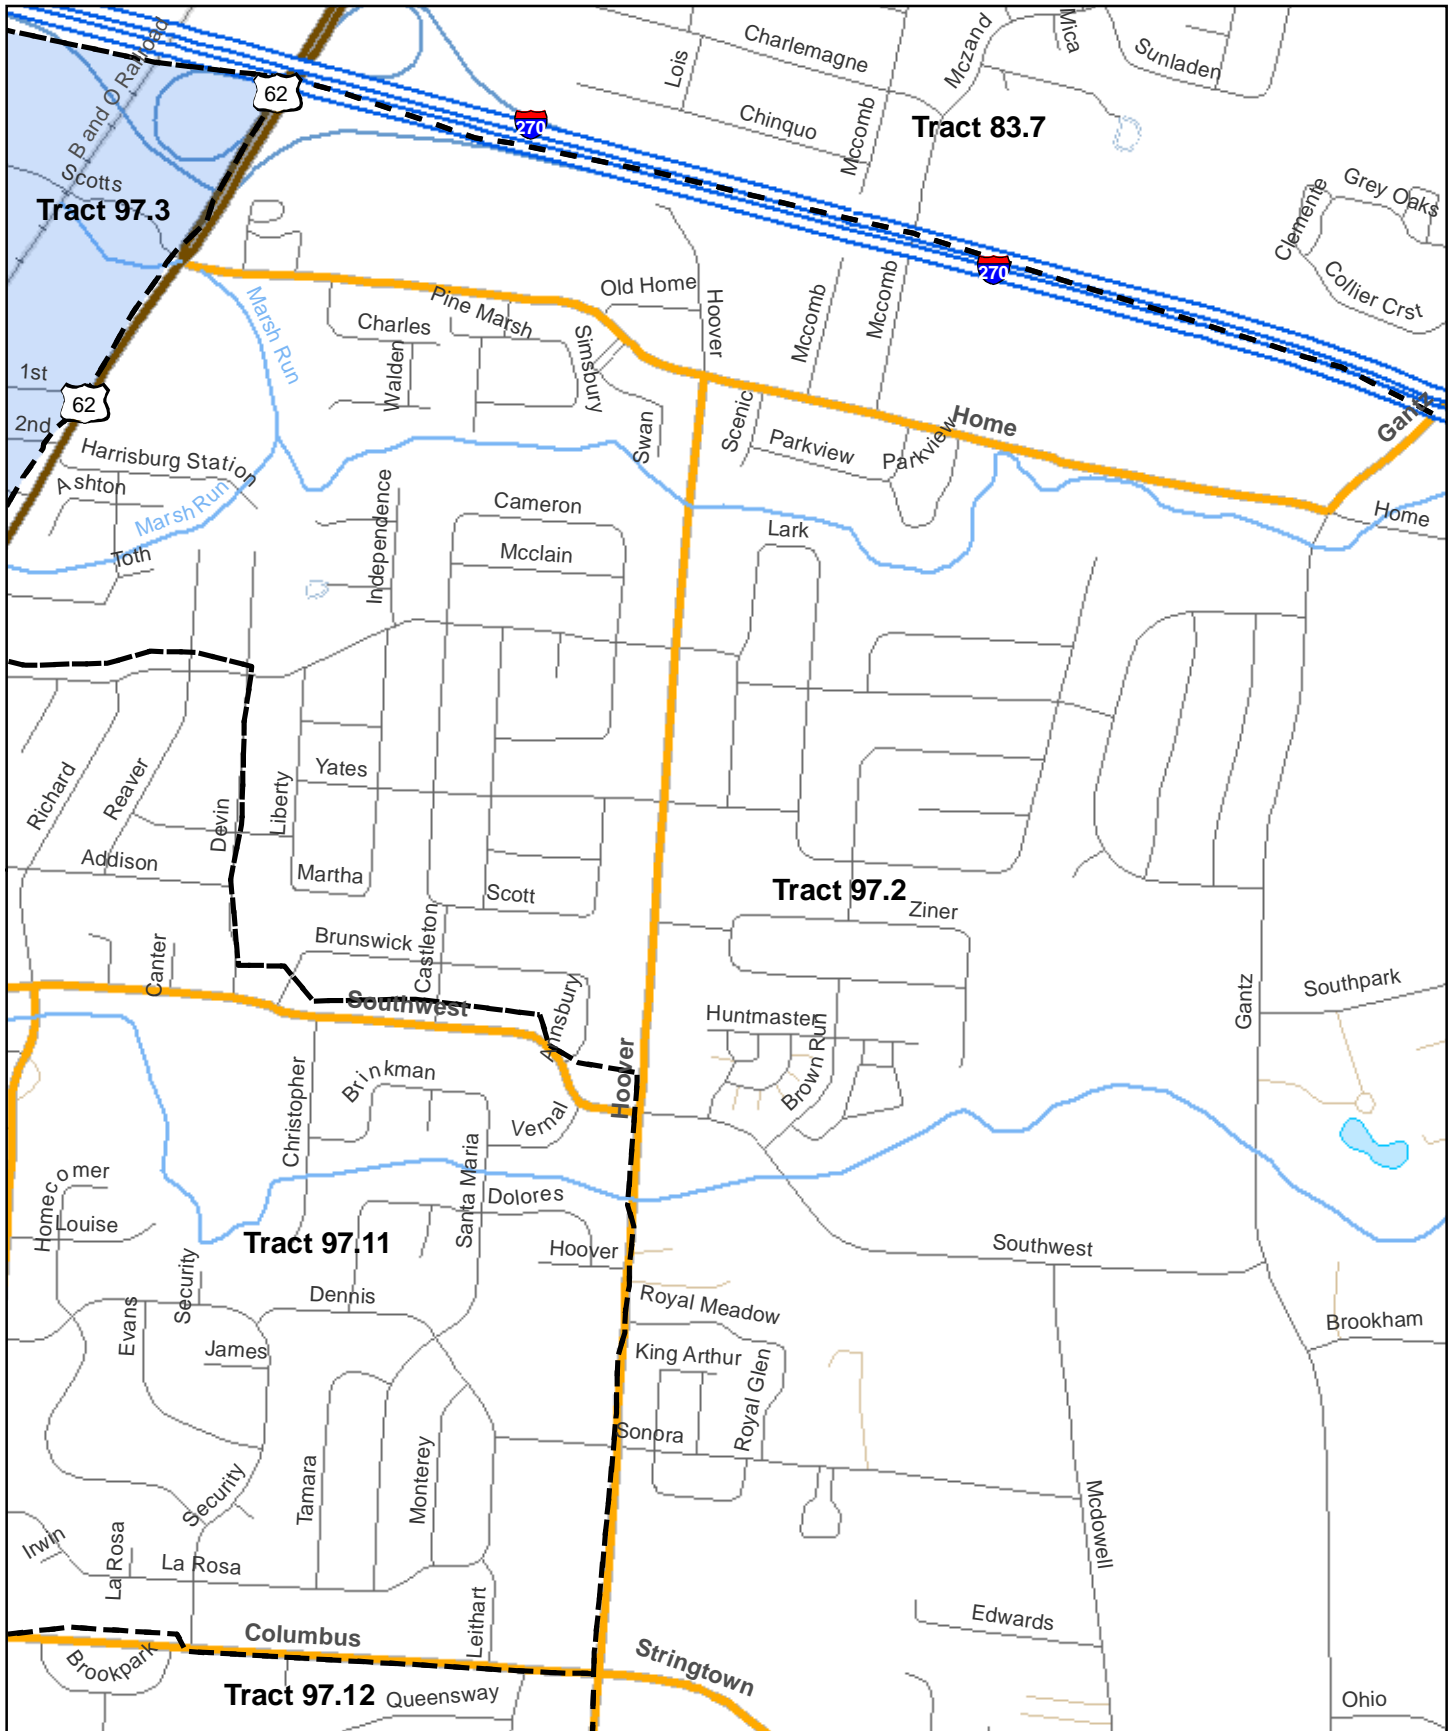 Charlemagne
Mczand
Mica
Sunladen
Lois
B and O Railroad
S
62
270
Chinquo
Mccomb
Tract 83.7
Scotts
Tract 97.3
Clemente
Grey Oaks
Collier Crst
270
Old Home
Hoover
Mccomb
Mccomb
Marsh Run
Pine Marsh
Charles
Walden
Simsbury
1st
62
2nd
Swan
Scenic
Parkview
Parkview
Home
Gantz
Harrisburg Station
Ashton
Marsh Run
Toth
Independence
Cameron
Mcclain
Lark
Home
Richard
Reaver
Devin
Liberty
Yates
Addison
Martha
Scott
Tract 97.2
Ziner
Canter
Brunswick
Castleton
Annsbury
Southwest
Gantz
Southpark
Huntmaster
Brown Run
Hoover
Christopher
Brinkman
Vernal
Santa Maria
Homecomer
Louise
Dolores
Tract 97.11
Hoover
Southwest
Security
Evans
Dennis
James
Royal Meadow
King Arthur
Royal Glen
Brookham
Sonora
Tamara
Monterey
Security
Mcdowell
Irwin
La Rosa
La Rosa
Leithart
Edwards
Columbus
Stringtown
Brookpark
Tract 97.12
Queensway
Ohio